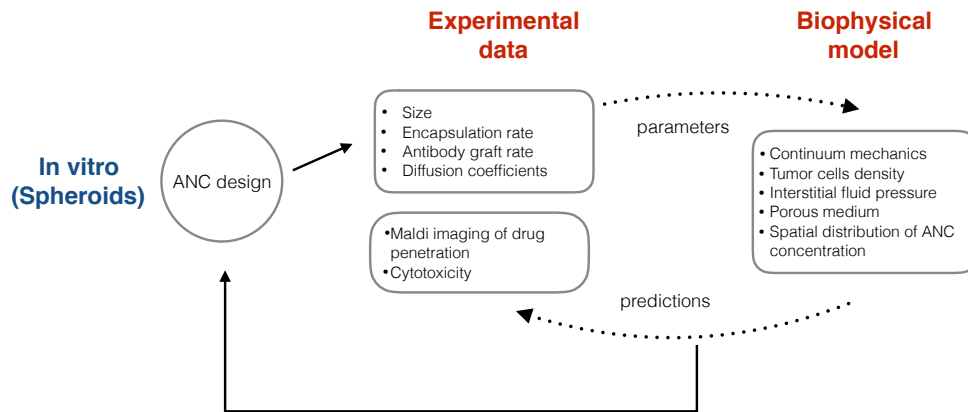 Experimental
data
Biophysical
model
In vitro
(Spheroids)
ANC design
• Size
• Encapsulation rate
• Antibody graft rate
• Diffusion coefficients
•Maldi imaging of drug
penetration
•Cytotoxicity
parameters
• Continuum mechanics
• Tumor cells density
• Interstitial fluid pressure
• Porous medium
• Spatial distribution of ANC
concentration
predictions